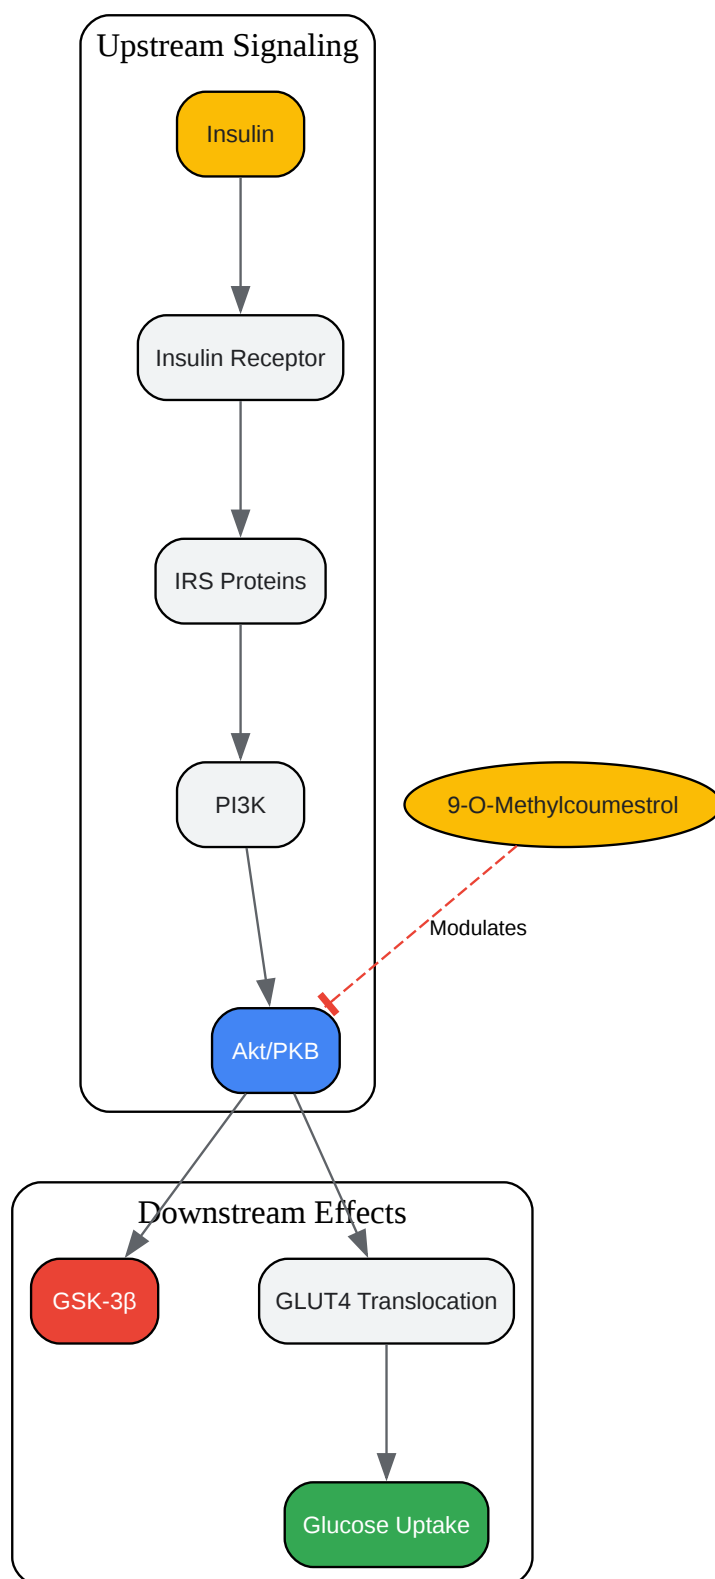 Upstream Signaling
Insulin
Insulin Receptor
IRS Proteins
PI3K
9-O-Methylcoumestrol
Modulates
Akt/PKB
Downstream Effects
GSK-3β
GLUT4 Translocation
Glucose Uptake